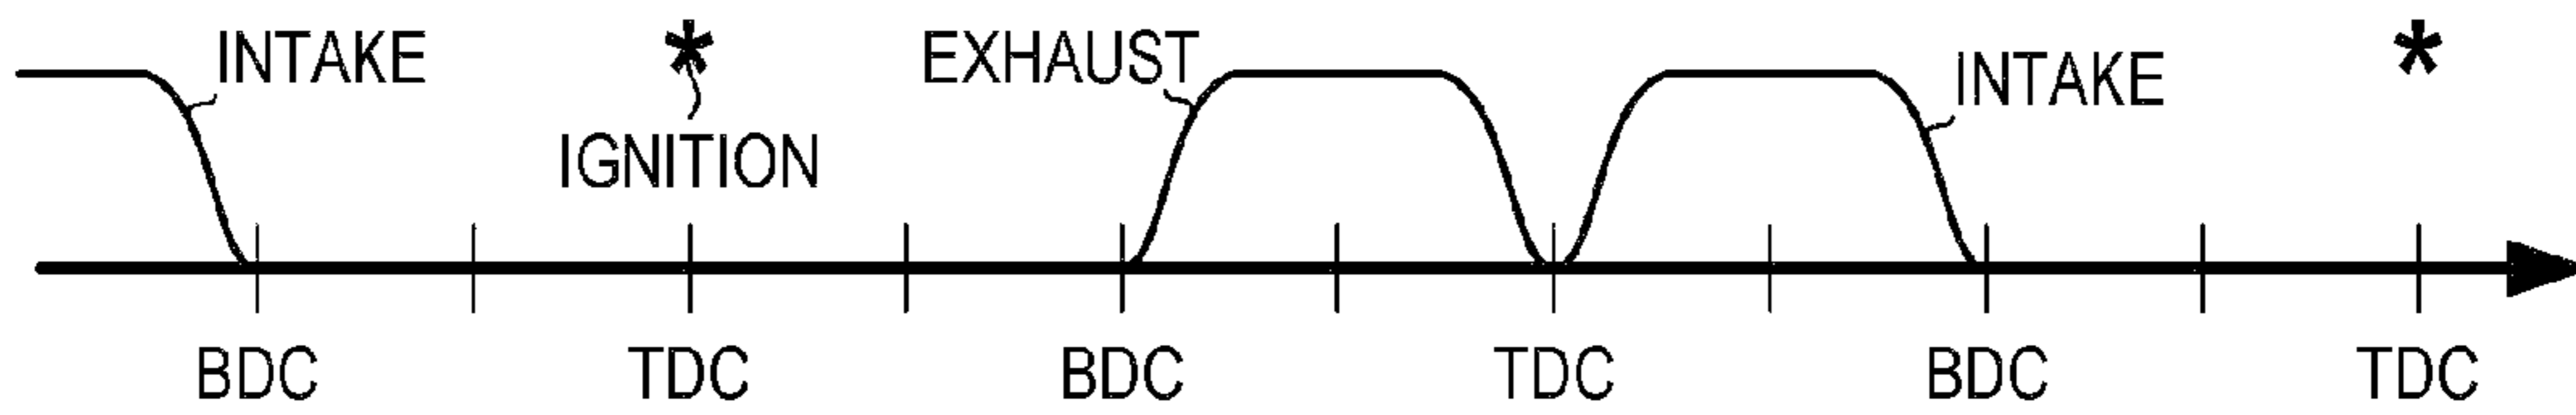 INTAKE * EXHAUST INTAKE *
IGNITION
BDC TDC BDC TDC BDC TDC